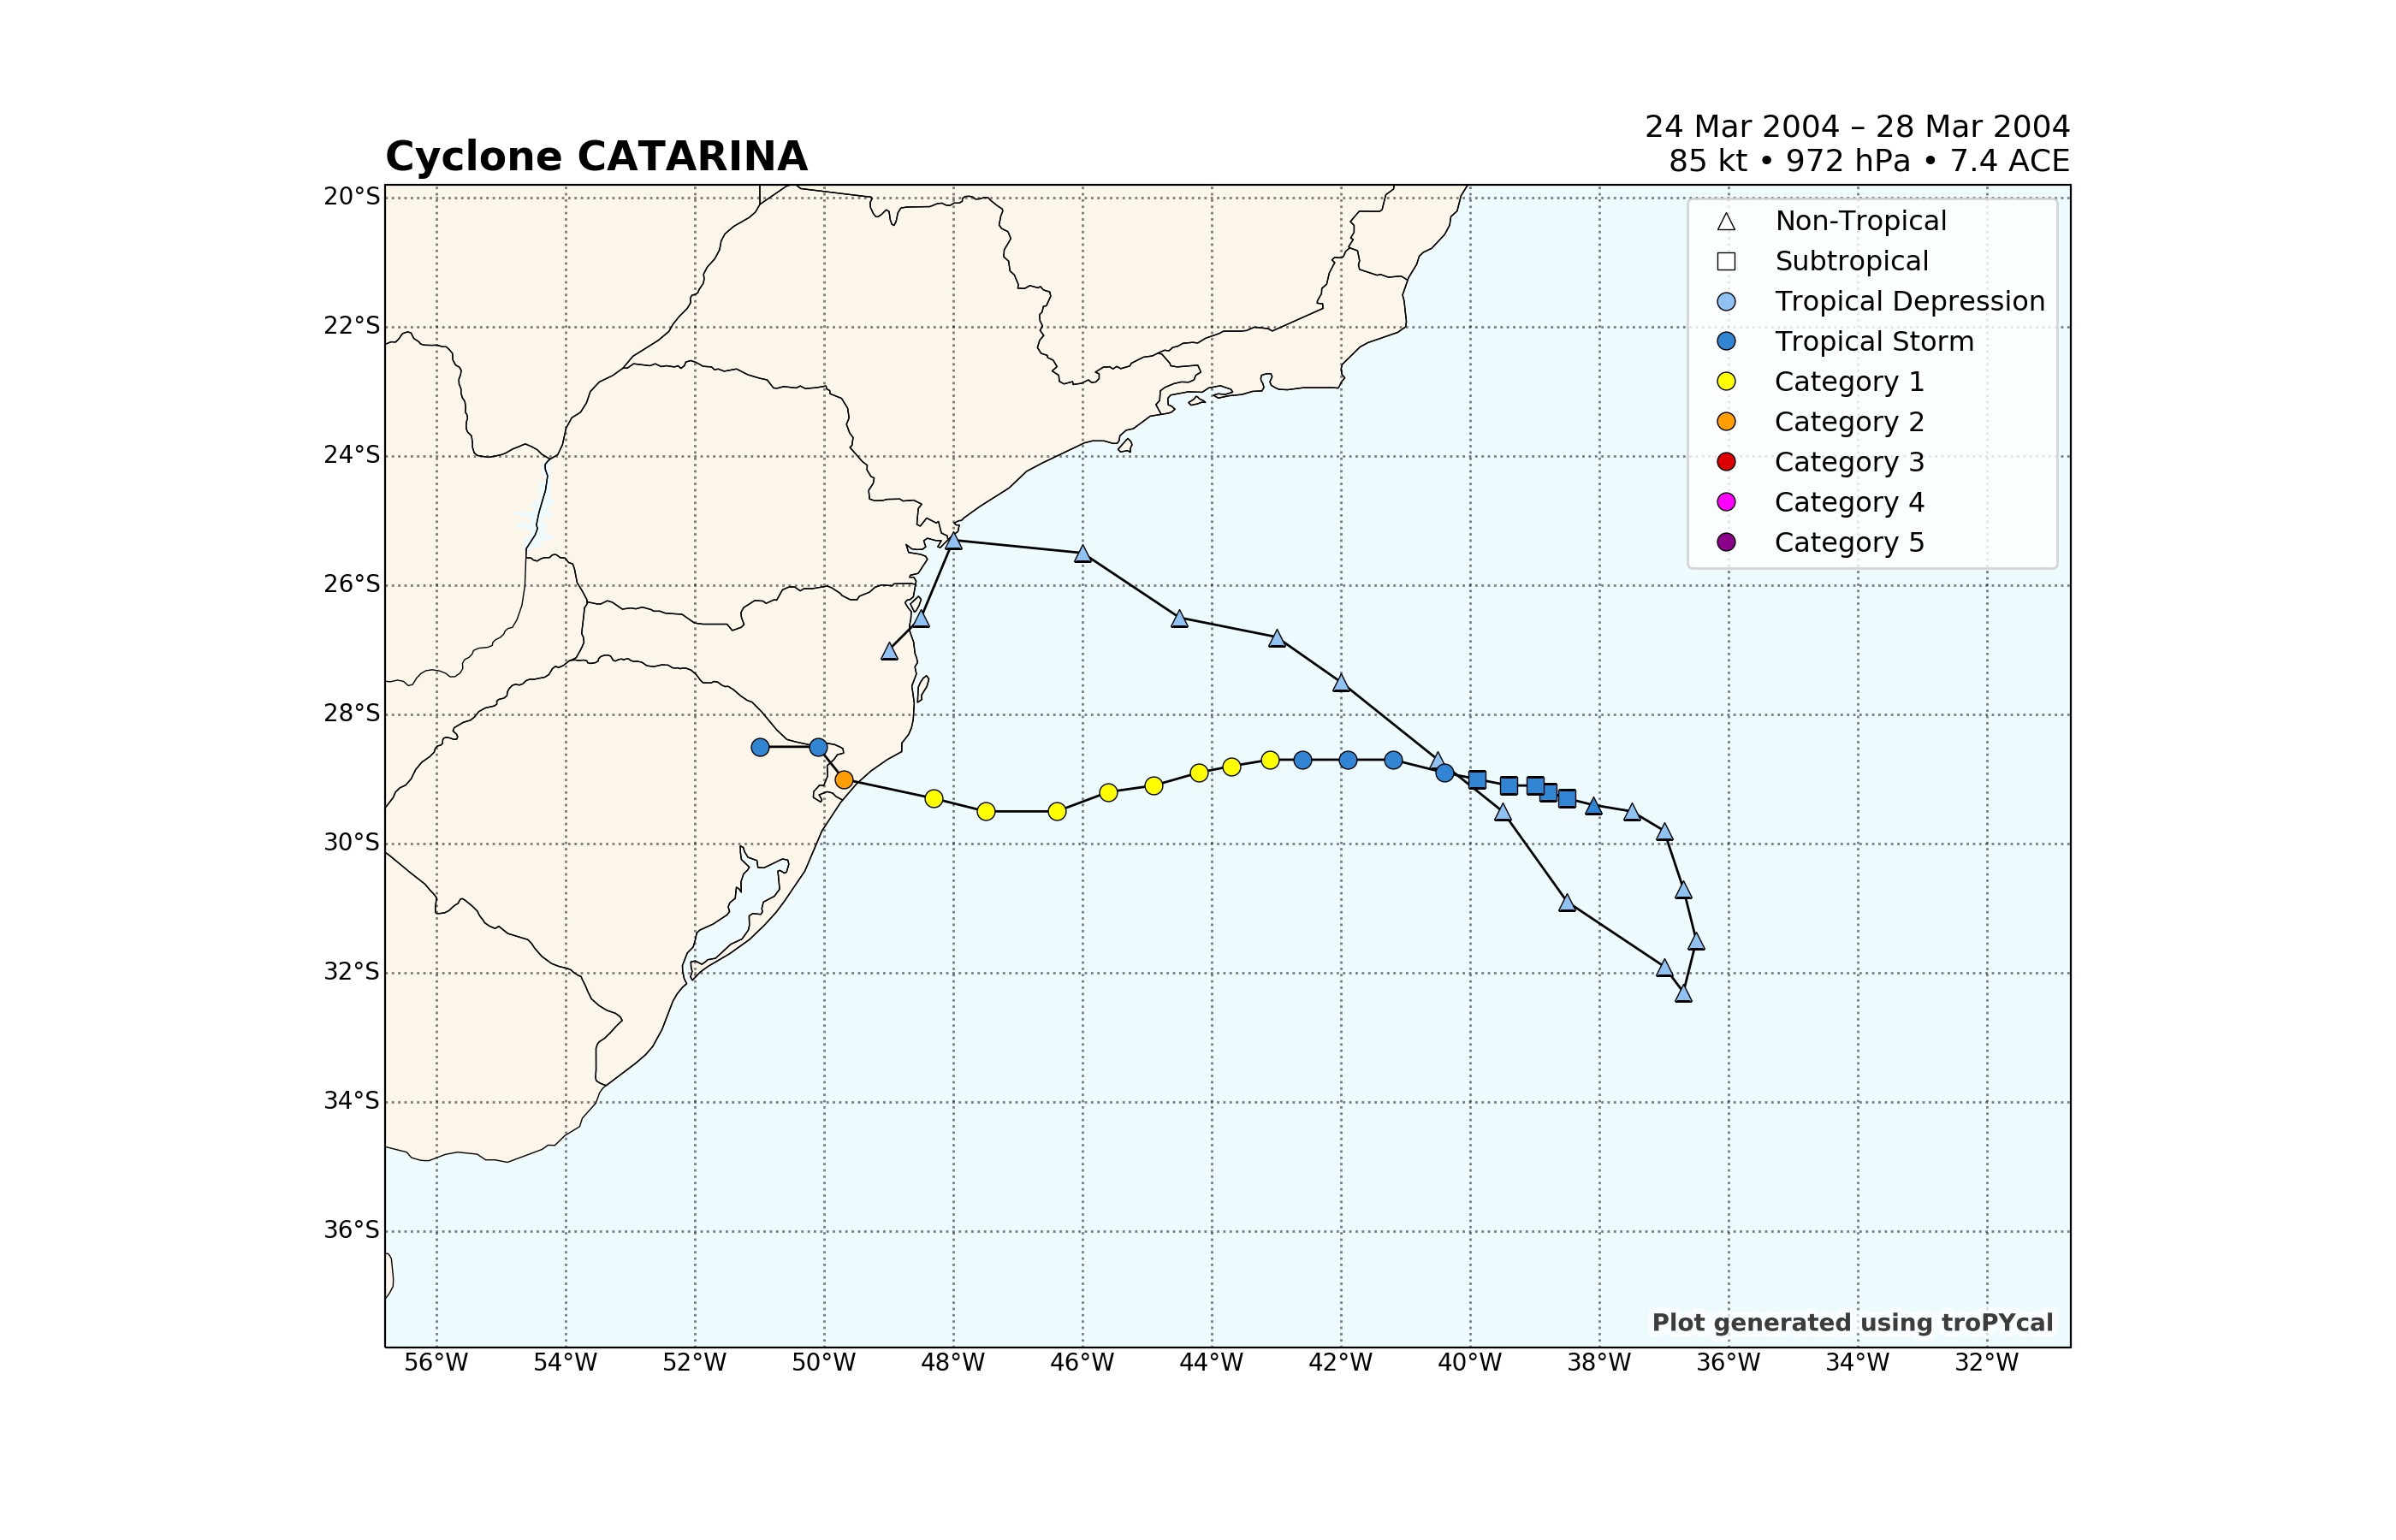 Cyclone CATARINA
24 Mar 2004 – 28 Mar 2004
85 kt • 972 hPa • 7.4 ACE
20°S
22°S
24°S
26°S
28°S
30°S
32°S
34°S
36°S
Non-Tropical
Subtropical
Tropical Depression
Tropical Storm
Category 1
Category 2
Category 3
Category 4
Category 5
Plot generated using troPYcal
56°W 54°W 52°W 50°W 48°W 46°W 44°W 42°W 40°W 38°W 36°W 34°W 32°W